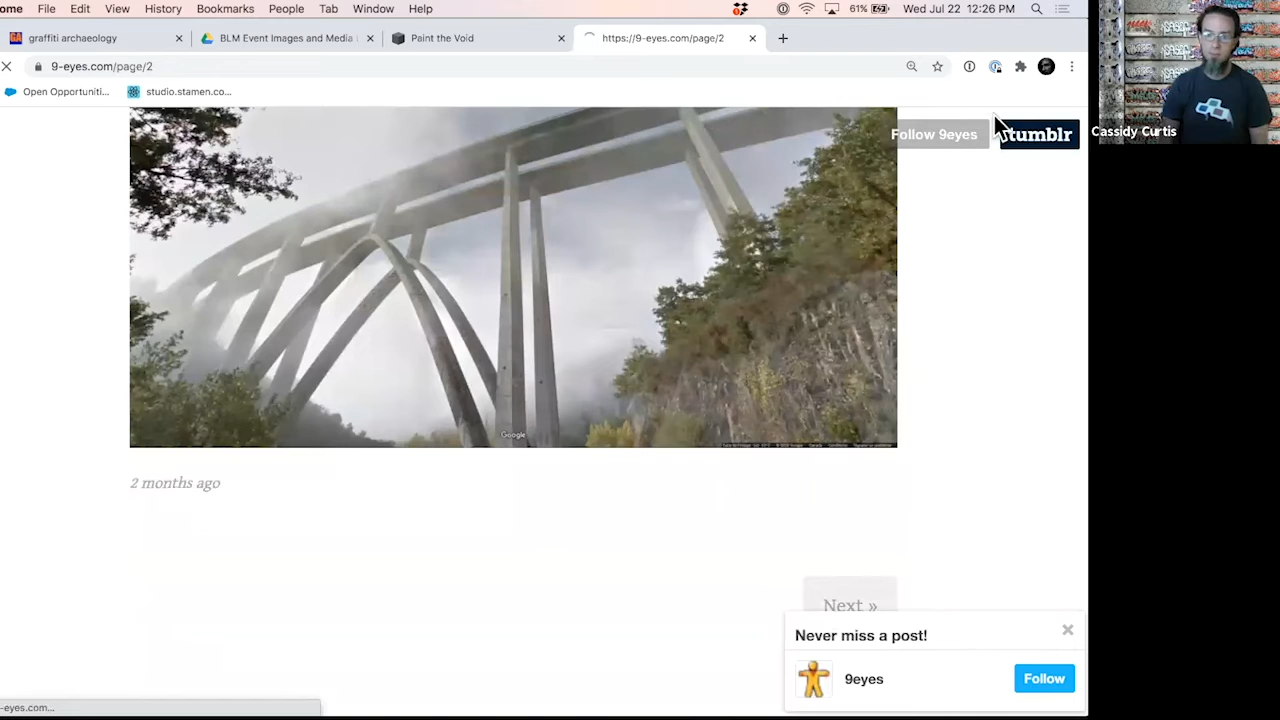 ome File Edit View History Bookmarks People Tab Window Help 61% Wed Jul 22 12:26 PM
graffiti archaeology BLM Event Images and Media Paint the Void https://9-eyes.com/page/2
9-eyes.com/page/2
Open Opportuniti... studio.stamen.co...
Follow 9eyes tumblr
Cassidy Curtis
Google
2 months ago
Next »
Never miss a post!
9eyes Follow
-eyes.com...